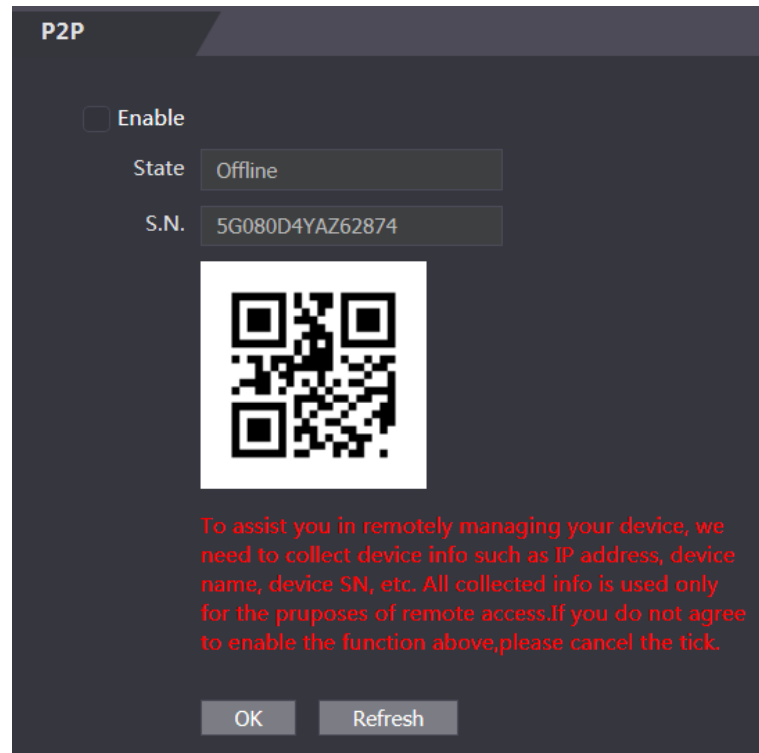 P2P
Enable
State Offline
S.N. 5G080D4YAZ62874
To assist you in remotely managing your device, we
need to collect device info such as IP address, device
name, device SN, etc. All collected info is used only
for the pruposes of remote access.If you do not agree
to enable the function above,please cancel the tick.
OK Refresh